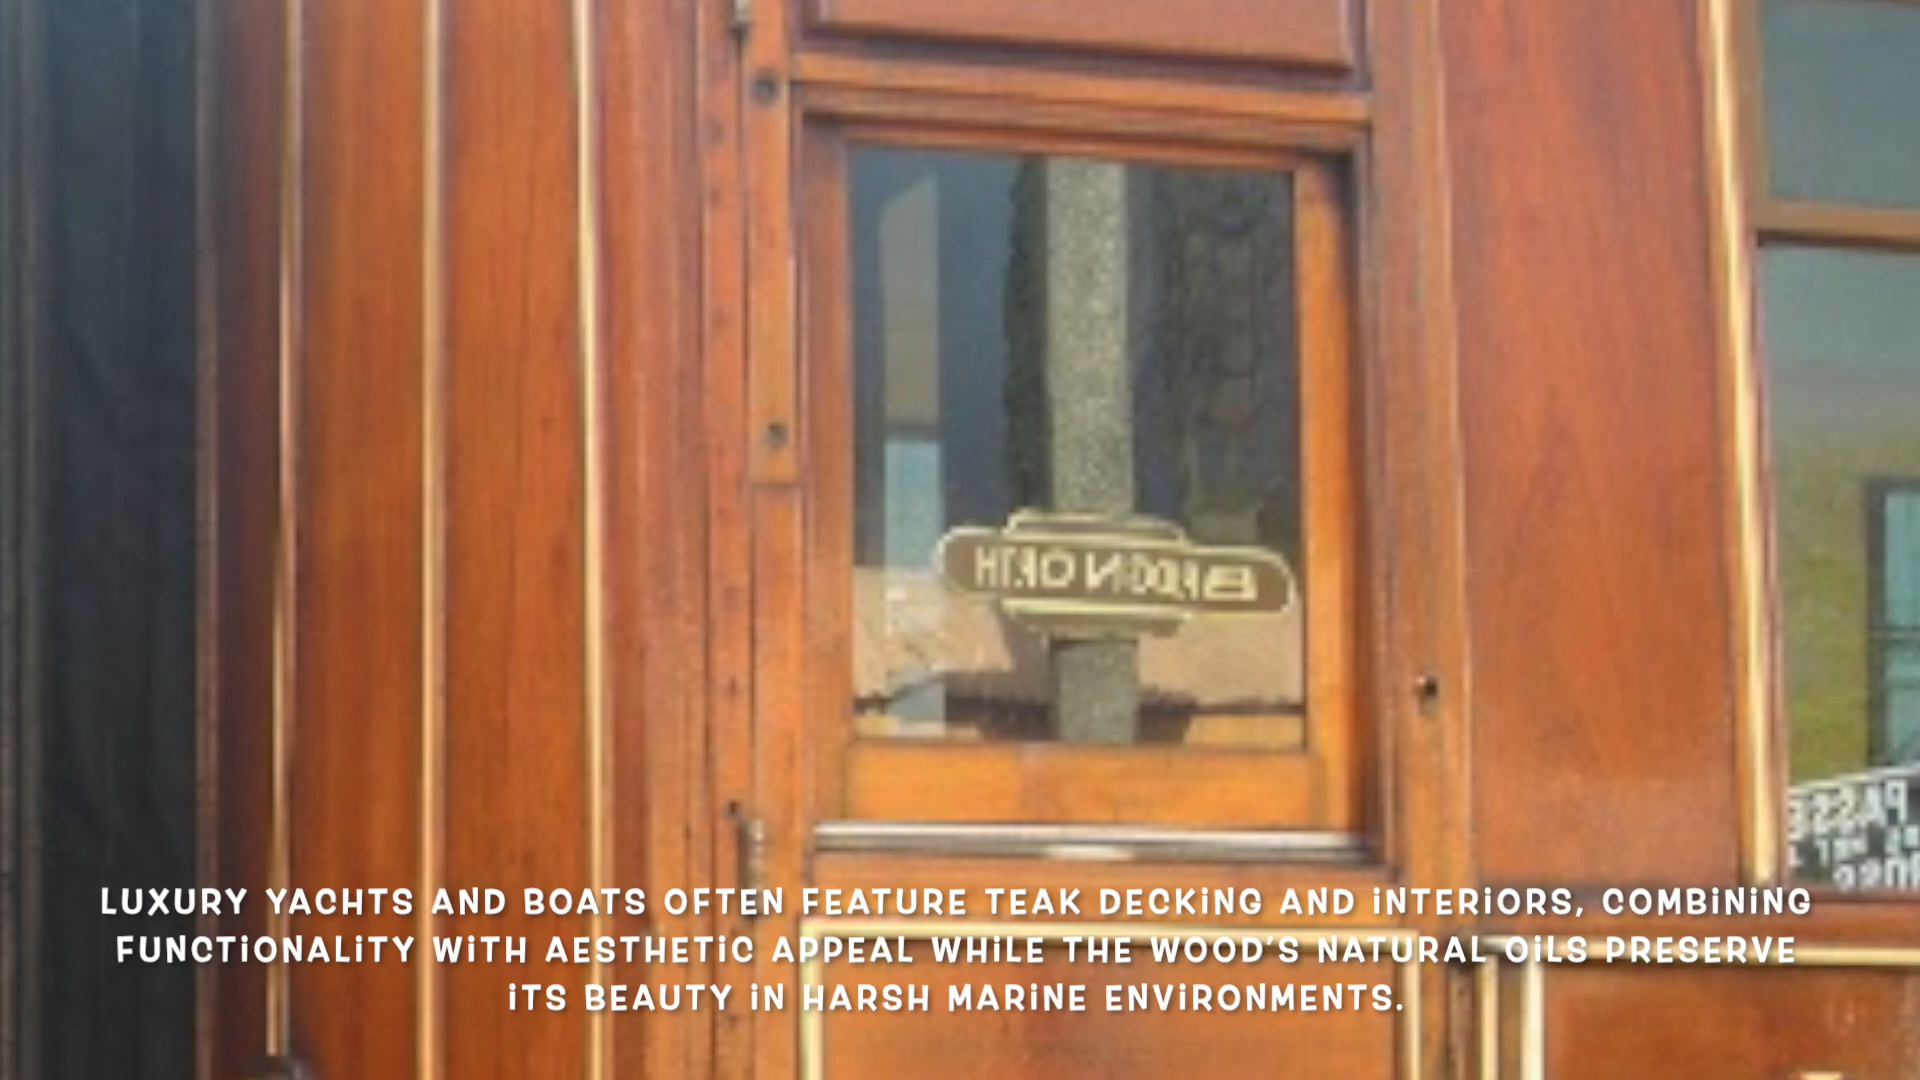 LUXURY YACHTS AND BOATS OFTEN FEATURE TEAK DECKING AND INTERIORS, COMBINING
FUNCTIONALITY WITH AESTHETIC APPEAL WHILE THE WOOD'S NATURAL OILS PRESERVE
ITS BEAUTY IN HARSH MARINE ENVIRONMENTS.